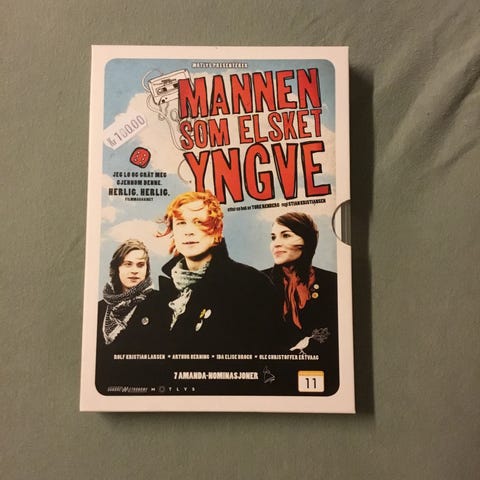 MOTLYS PRESENTERER
MANNEN
SOM ELSKET
YNGVE
Kr 100.00
JEG LO OG GRÅT MEG
GJENNOM DENNE.
HERLIG. HERLIG.
FILMMAGASINET
etter en bok av TORE RENBERG regi STIAN KRISTIANSEN
ROLF KRISTIAN LARSEN • ARTHUR BERNING • IDA ELISE BROCH • OLE CHRISTOFFER ERTVAAG
7 AMANDA-NOMINASJONER
11
SANDREW METRONOME MOTLYS